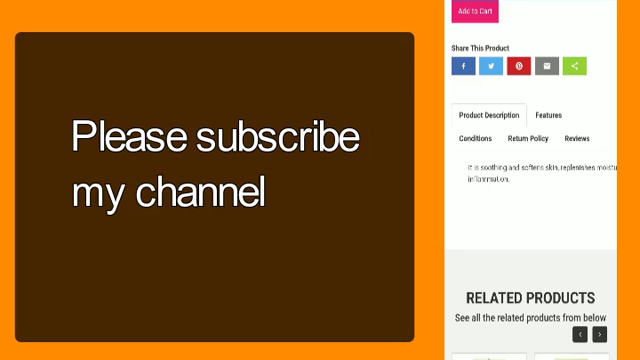 Please subscribe
my channel
Add to Cart
Share This Product
Product Description
Features
Conditions
Return Policy
Reviews
It is soothing and softens skin, replenishes
inflammation.
RELATED PRODUCTS
See all the related products from below